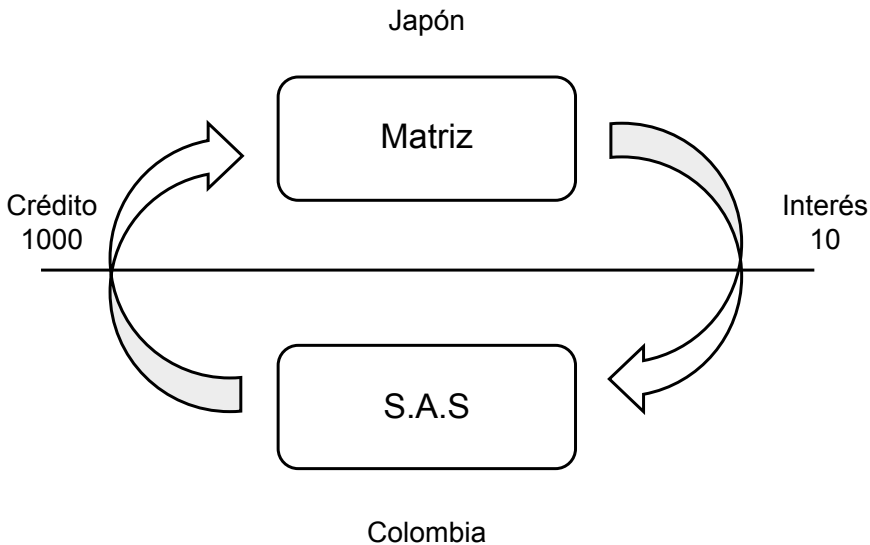 Japón
Matriz
Crédito
1000
Interés
10
S.A.S
Colombia